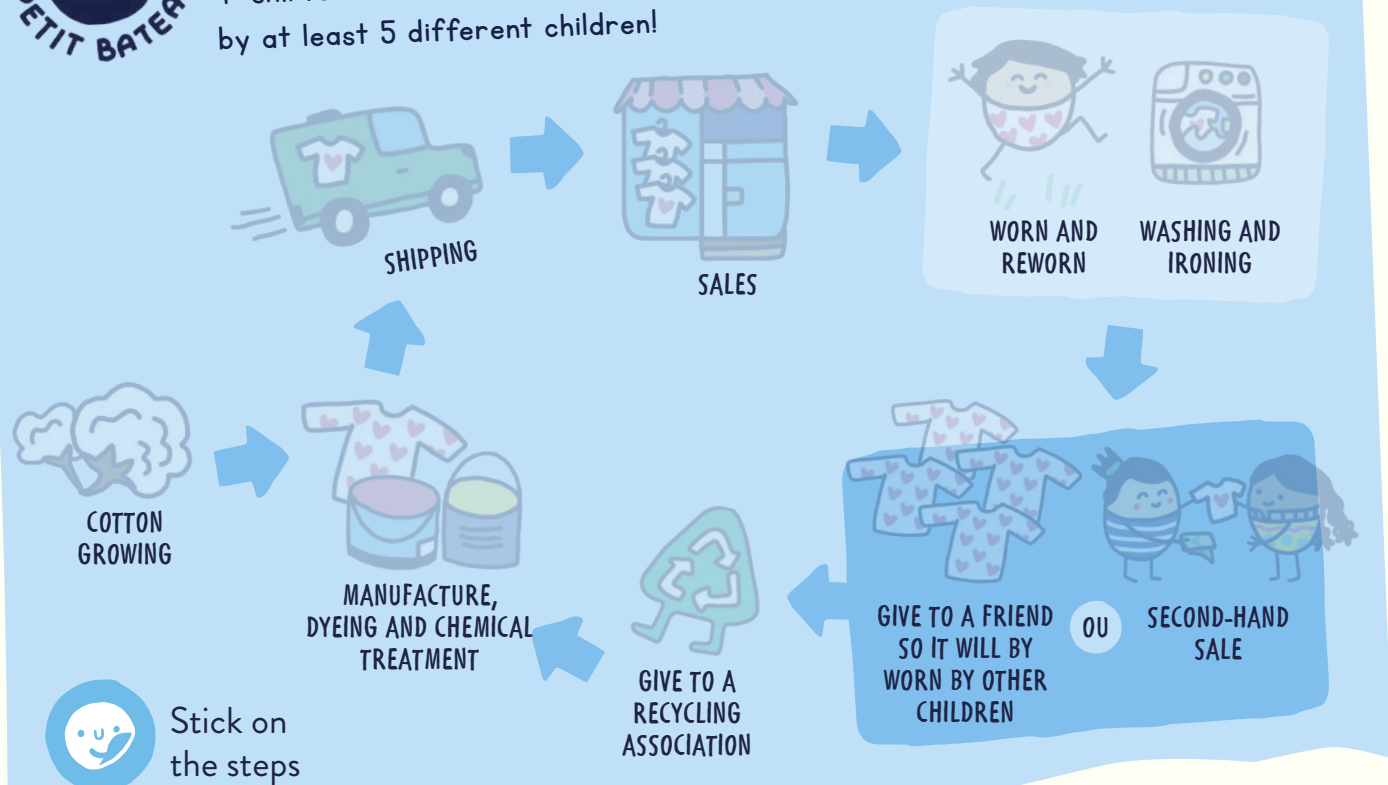 PETIT BATEA
by at least 5 different children!
SHIPPING
SALES
WORN AND
REWORN
WASHING AND
IRONING
COTTON
GROWING
MANUFACTURE,
DYEING AND CHEMICAL
TREATMENT
GIVE TO A
RECYCLING
ASSOCIATION
GIVE TO A FRIEND
SO IT WILL BY
WORN BY OTHER
CHILDREN
OU
SECOND-HAND
SALE
Stick on
the steps